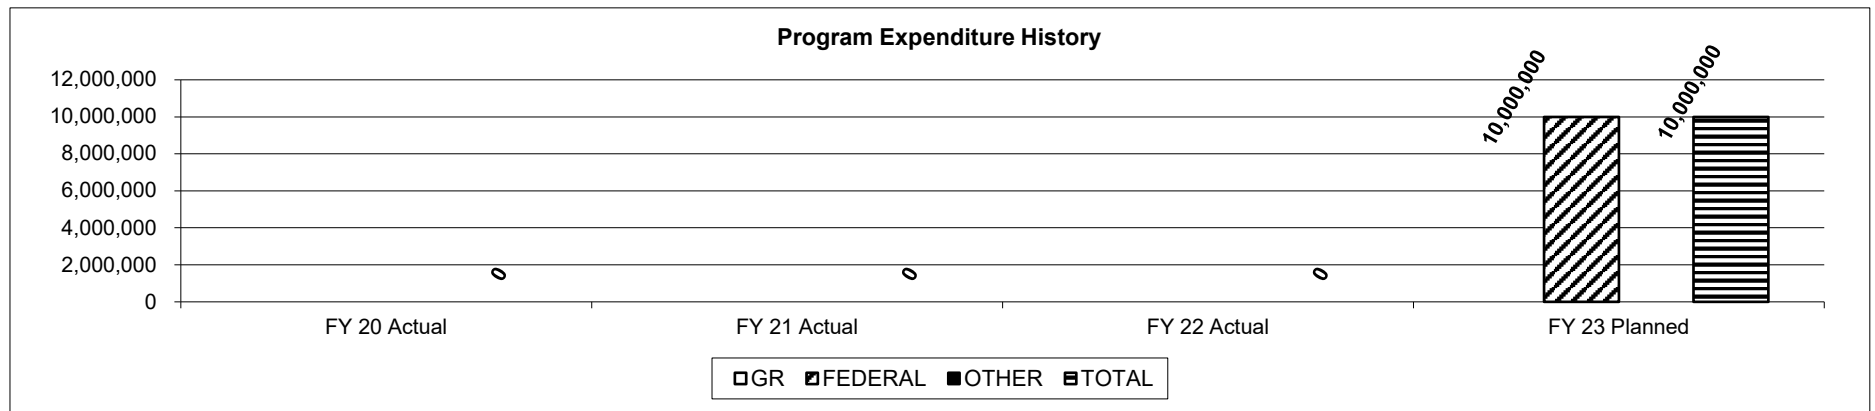 Program Expenditure History
12,000,000
10,000,000
8,000,000
6,000,000
4,000,000
2,000,000
0
0
0
0
10,000,000
10,000,000
FY 20 Actual
FY 21 Actual
FY 22 Actual
FY 23 Planned
GR FEDERAL OTHER TOTAL